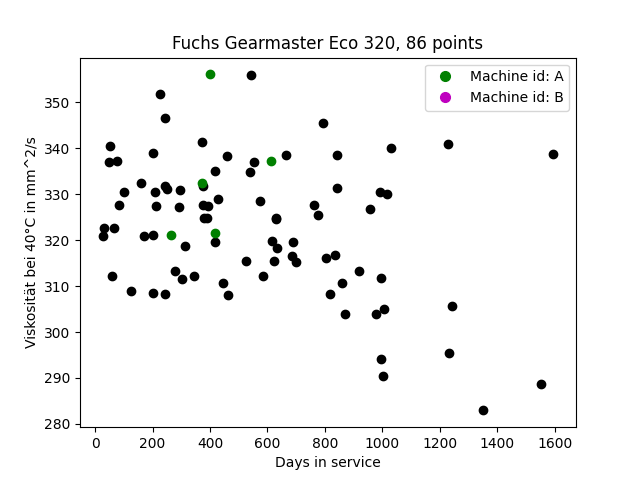 Fuchs Gearmaster Eco 320, 86 points
Machine id: A
Machine id: B
Viskosität bei 40°C in mm^2/s
350
340
330
320
310
300
290
280
0 200 400 600 800 1000 1200 1400 1600
Days in service